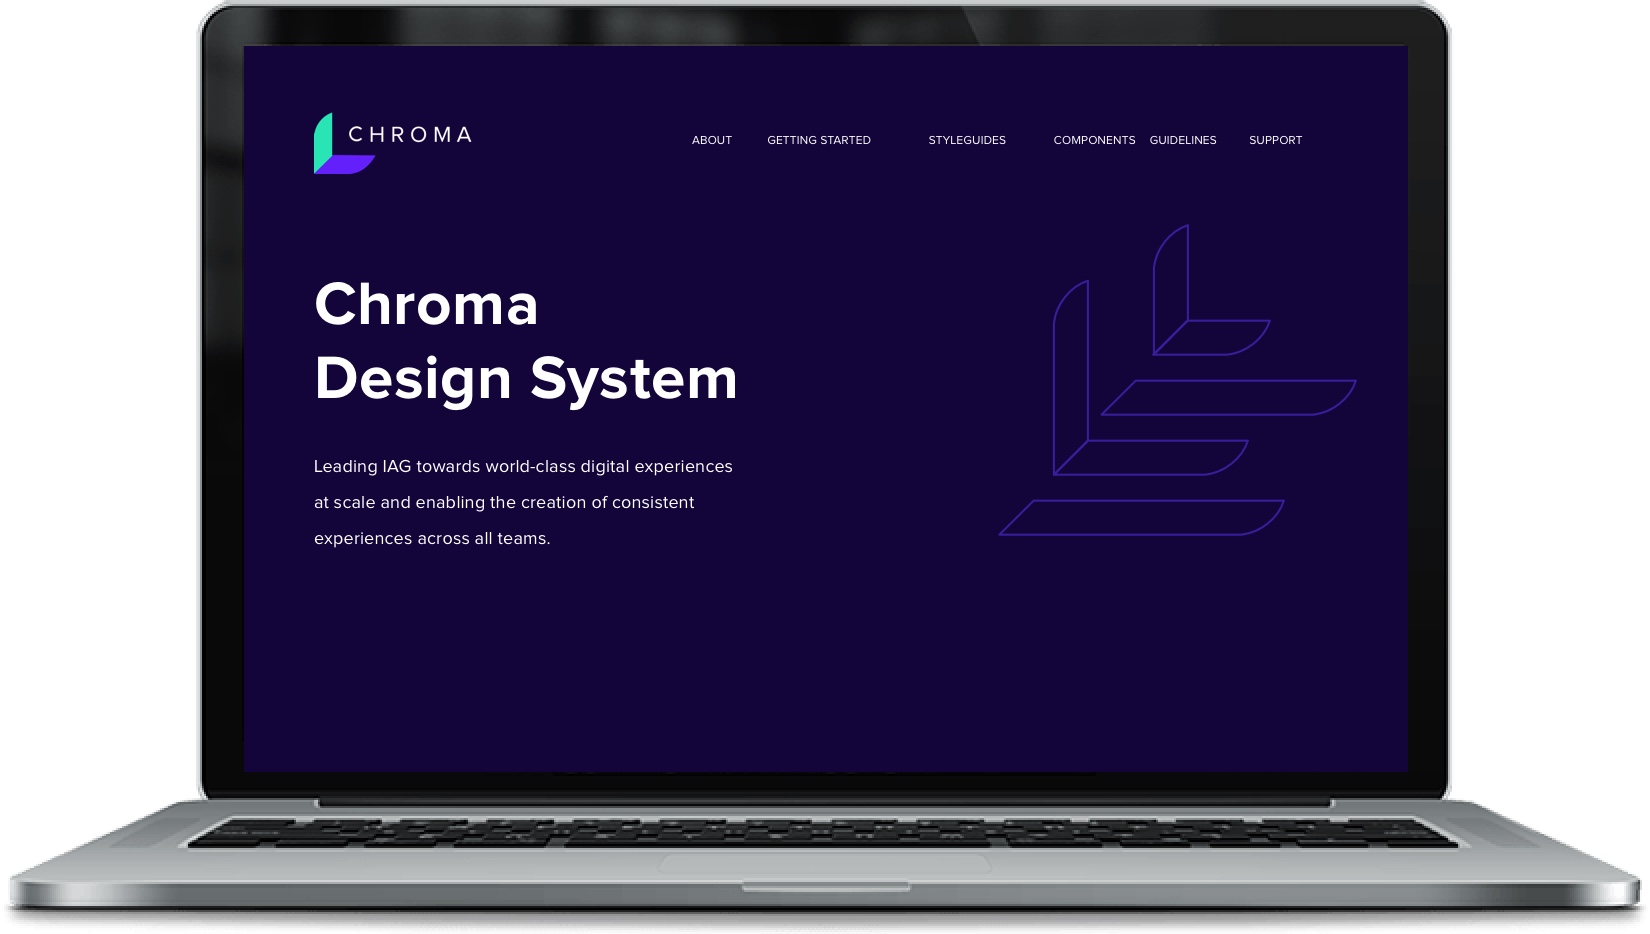 CHROMA
ABOUT GETTING STARTED STYLEGUIDES COMPONENTS GUIDELINES SUPPORT
Chroma
Design System
Leading IAG towards world-class digital experiences
at scale and enabling the creation of consistent
experiences across all teams.